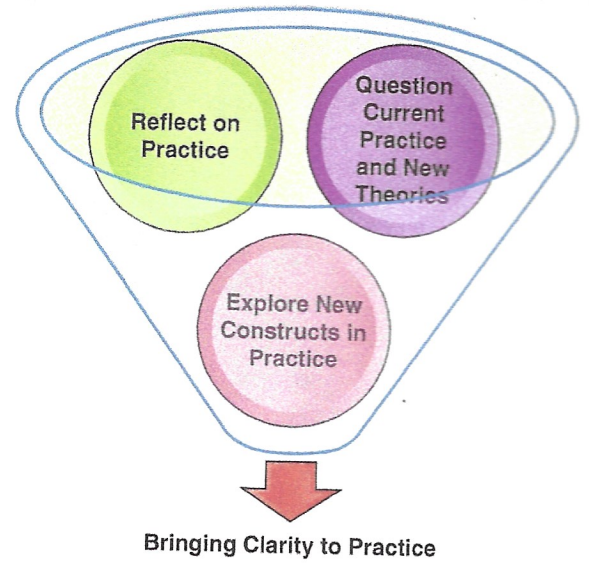 Reflect on
Practice
Question
Current
Practice
and New
Theories
Explore New
Constructs in
Practice
Bringing Clarity to Practice